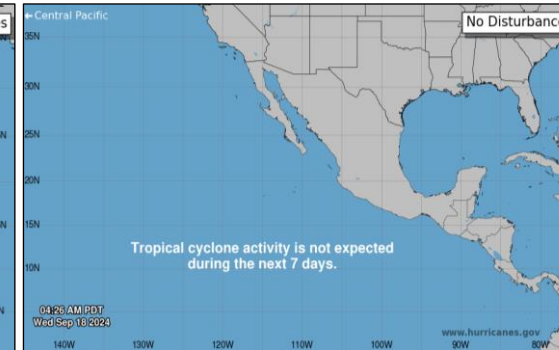 es
← Central Pacific
No Disturbance
35N
30N
25N
20N
15N
10N
Tropical cyclone activity is not expected
during the next 7 days.
04:26 AM PDT
Wed Sep 18 2024
www.hurricanes.gov
140W 130W 120W 110W 100W 90W 80W